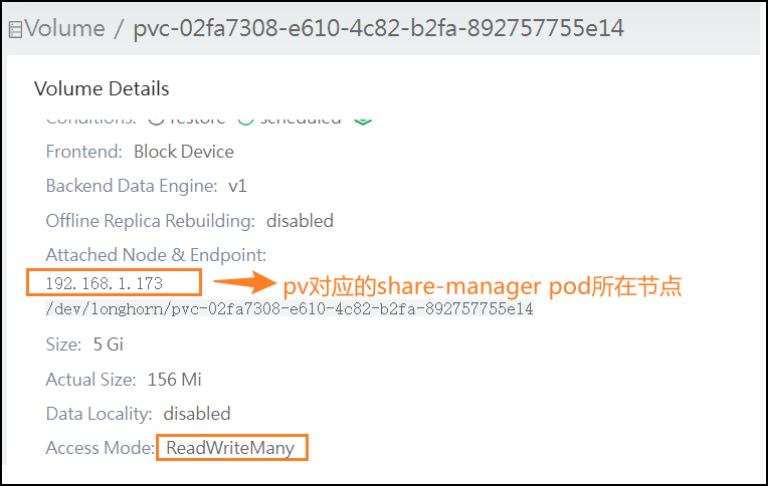 Volume / pvc-02fa7308-e610-4c82-b2fa-892757755e14
Volume Details
Conditions: restore scheduled
Frontend: Block Device
Backend Data Engine: v1
Offline Replica Rebuilding: disabled
Attached Node & Endpoint:
192.168.1.173 pv对应的share-manager pod所在节点
/dev/longhorn/pvc-02fa7308-e610-4c82-b2fa-892757755e14
Size: 5 Gi
Actual Size: 156 Mi
Data Locality: disabled
Access Mode: ReadWriteMany